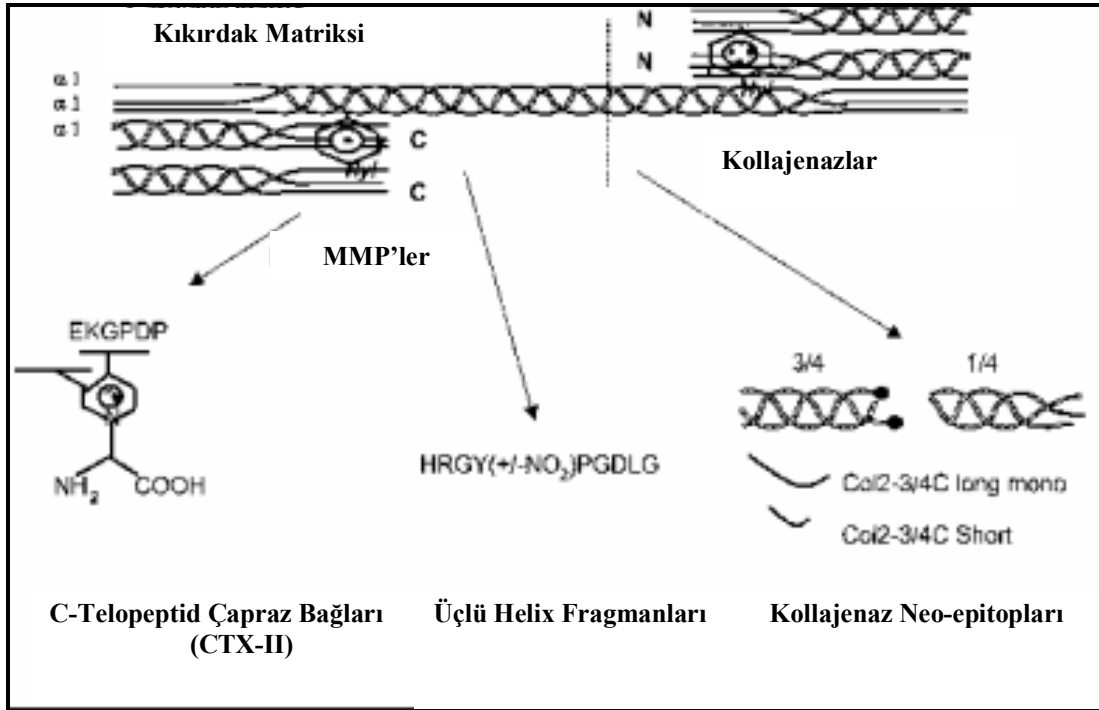 Kıkırdak Matriksi
N
N
Hyl
α1
α1
α1
C
Hyl
C
Kollajenazlar
MMP’ler
EKGPDP
3/4 1/4
N
NH₂ COOH
HRGY(+/-NO₂)PGDLG
Col2-3/4C long mono
Col2-3/4C Short
C-Telopeptid Çapraz Bağları
(CTX-II)
Üçlü Helix Fragmanları
Kollajenaz Neo-epitopları